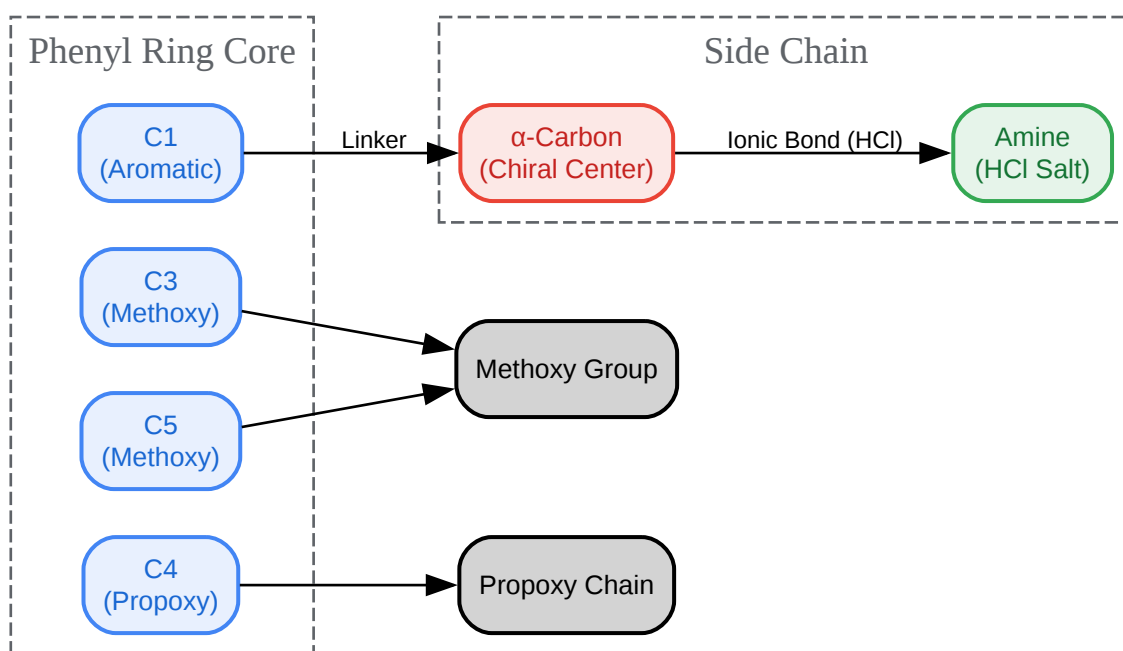 Phenyl Ring Core
Side Chain
C1
(Aromatic)
Linker
α-Carbon
(Chiral Center)
Ionic Bond (HCl)
Amine
(HCl Salt)
C3
(Methoxy)
Methoxy Group
C5
(Methoxy)
C4
(Propoxy)
Propoxy Chain